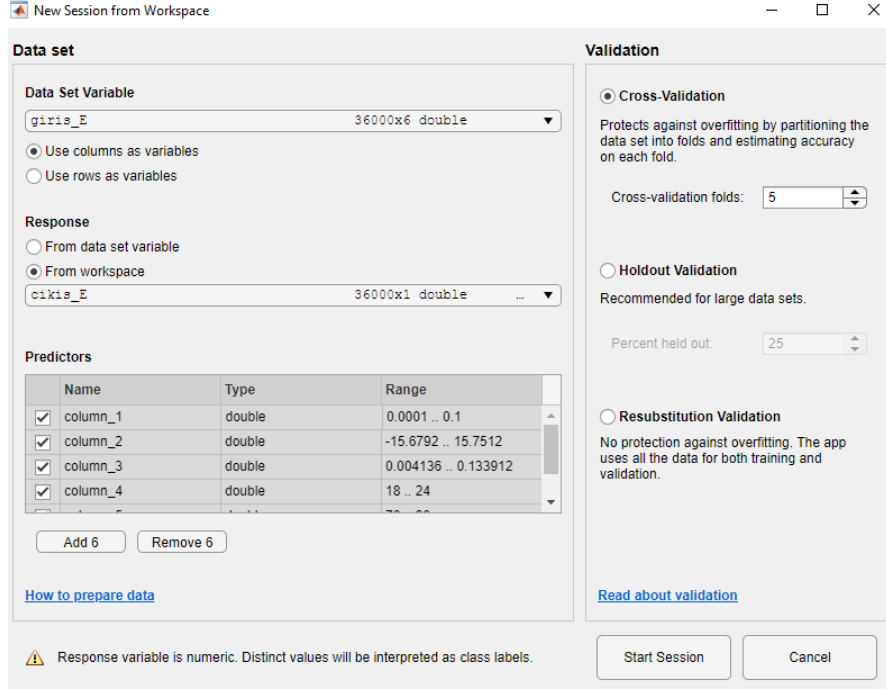 New Session from Workspace
Data set
Data Set Variable
giris_E 36000x6 double
Use columns as variables
Use rows as variables
Response
From data set variable
From workspace
cikis_E 36000x1 double ...
Predictors
Name Type Range
column_1 double 0.0001 .. 0.1
column_2 double -15.6792 .. 15.7512
column_3 double 0.004136 .. 0.133912
column_4 double 18 .. 24
Add 6 Remove 6
How to prepare data
Validation
Cross-Validation
Protects against overfitting by partitioning the
data set into folds and estimating accuracy
on each fold.
Cross-validation folds: 5
Holdout Validation
Recommended for large data sets.
Percent held out: 25
Resubstitution Validation
No protection against overfitting. The app
uses all the data for both training and
validation.
Read about validation
Response variable is numeric. Distinct values will be interpreted as class labels.
Start Session Cancel